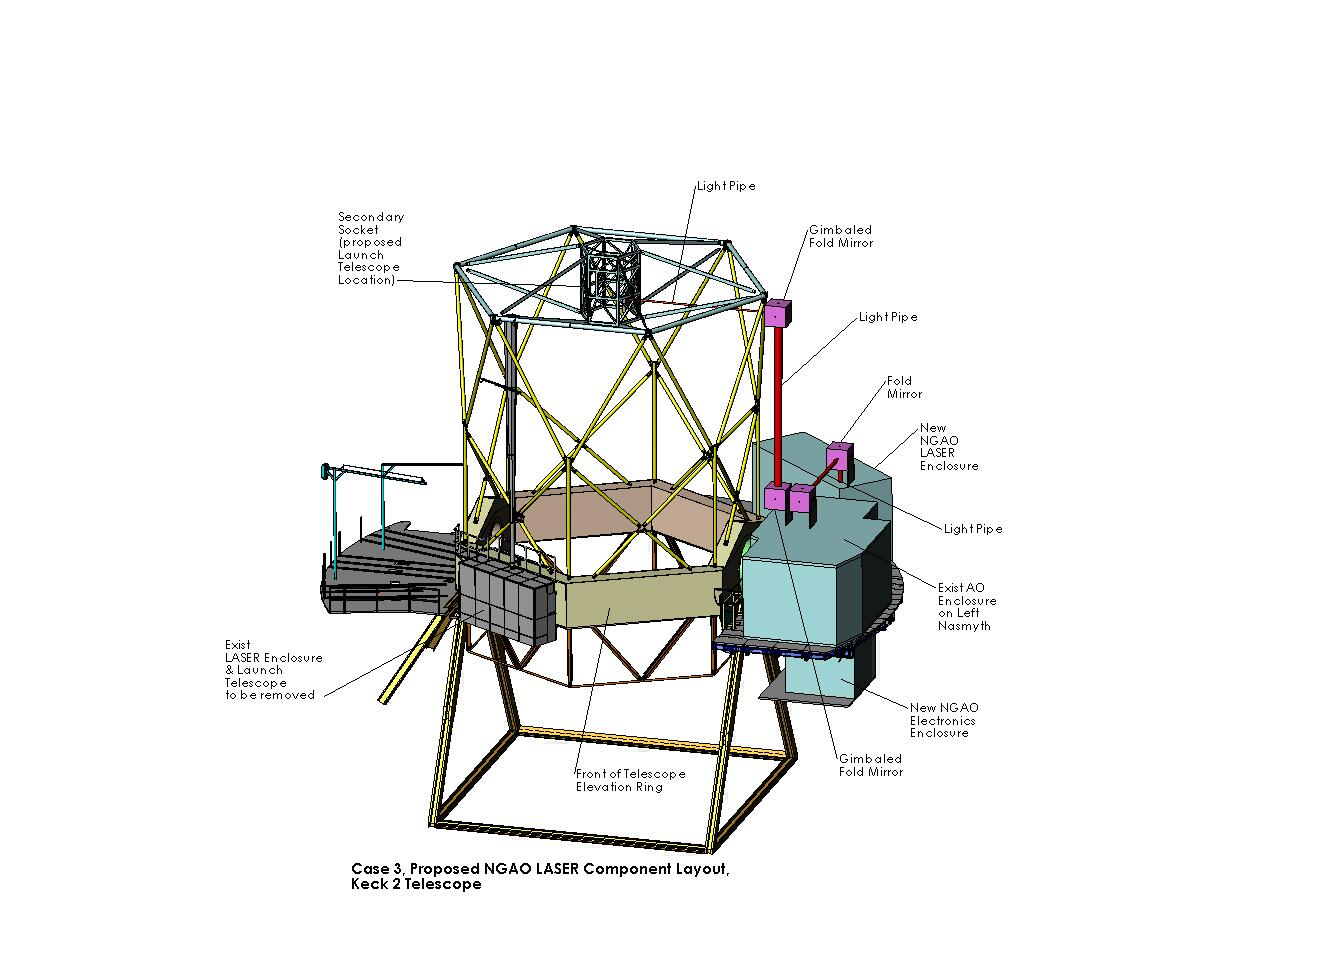 Light Pipe
Secondary
Socket
(proposed
Launch
Telescope
Location)
Gimbaled
Fold Mirror
Light Pipe
Fold
Mirror
New
NGAO
LASER
Enclosure
Light Pipe
Exist AO
Enclosure
on Left
Nasmyth
Exist
LASER Enclosure
& Launch
Telescope
to be removed
New NGAO
Electronics
Enclosure
Gimbaled
Fold Mirror
Front of Telescope
Elevation Ring
Case 3, Proposed NGAO LASER Component Layout,
Keck 2 Telescope